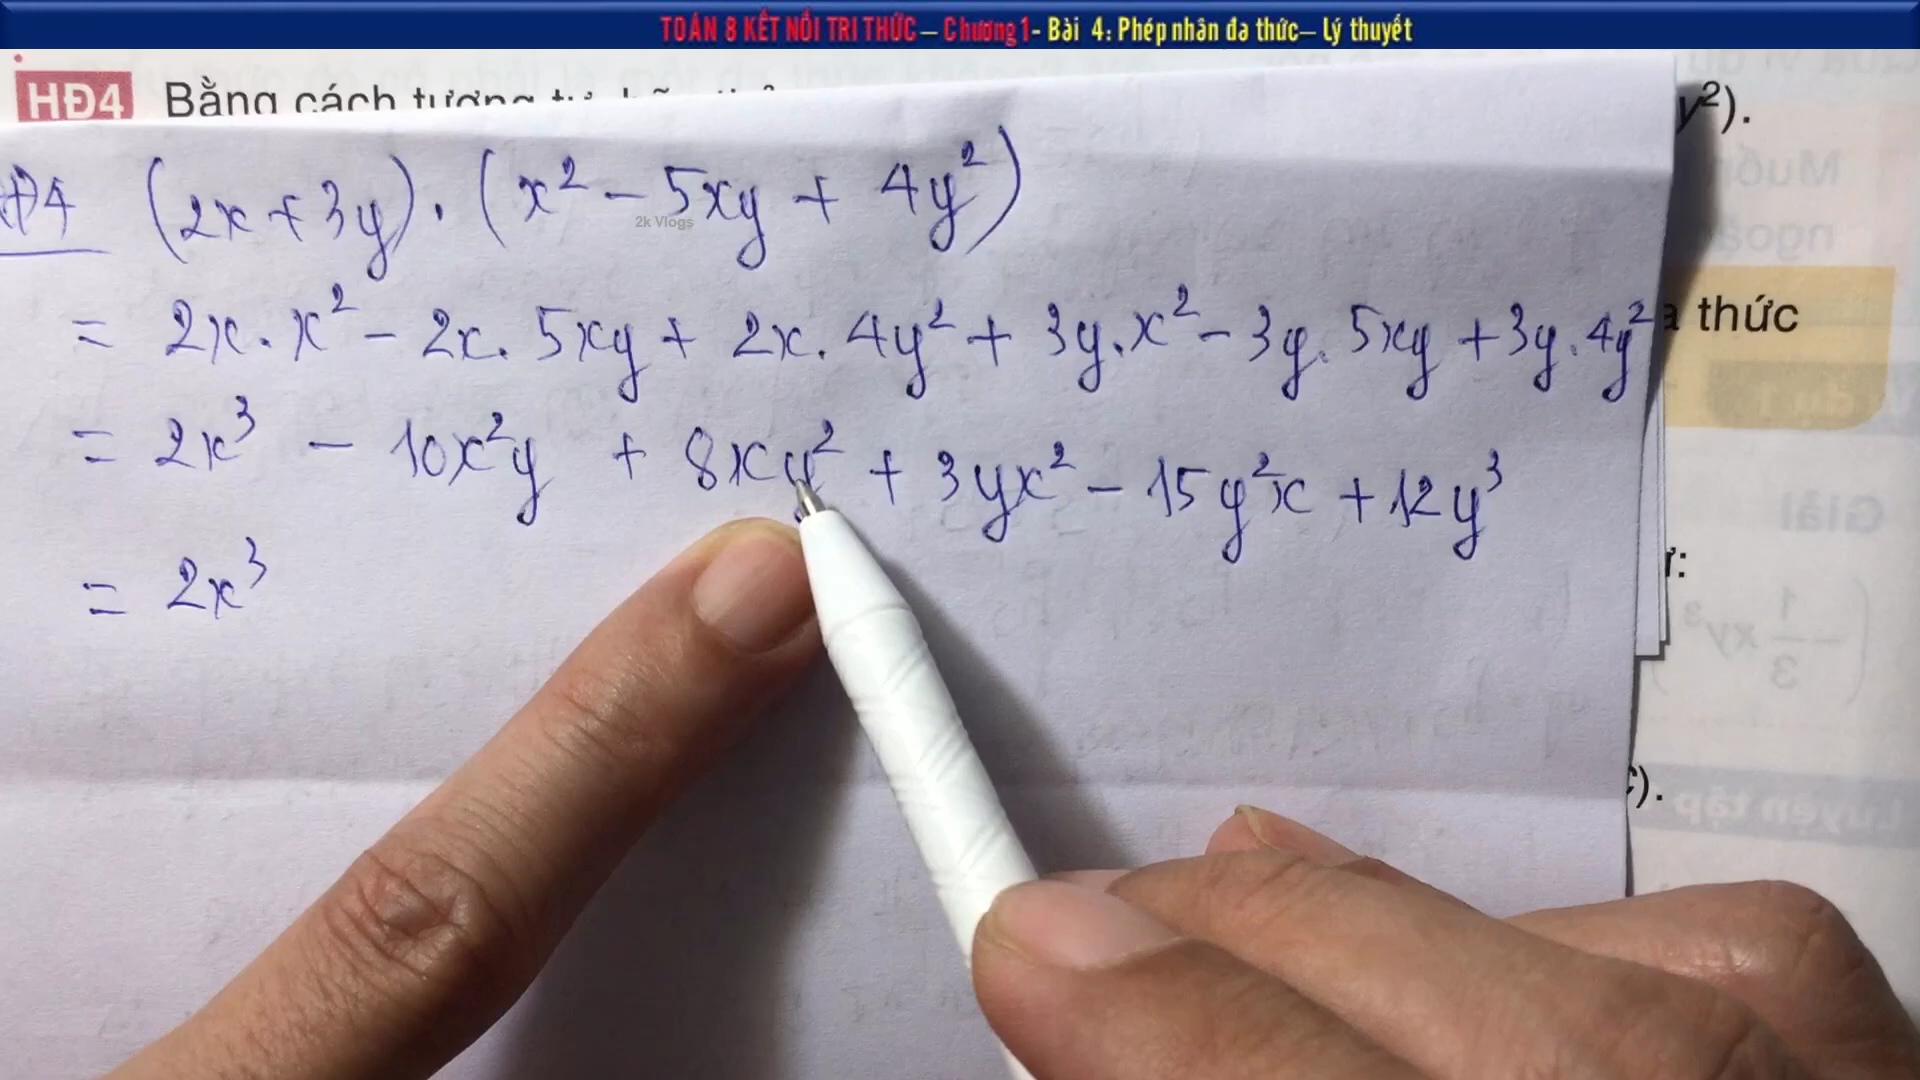 TOÁN 8 KẾT NỐI TRI THỨC – Chương 1 - Bài 4: Phép nhân đa thức – Lý thuyết
HĐ4 Bằng cách tương
y²).
HĐ4 (2x + 3y) . (x² - 5xy + 4y²)
2k Vlogs
= 2x . x² - 2x . 5xy + 2x . 4y² + 3y . x² - 3y . 5xy + 3y . 4y²
thức
= 2x³ - 10x²y + 8xy² + 3yx² - 15y²x + 12y³
= 2x³